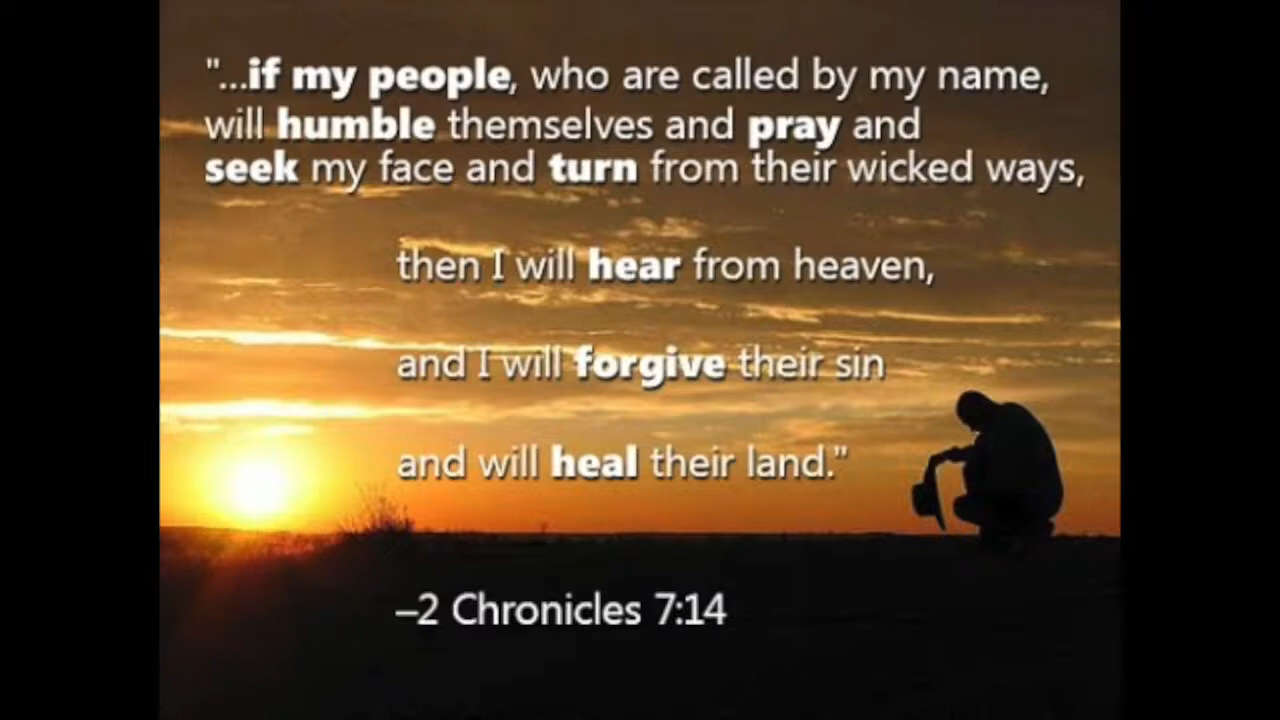 "...if my people, who are called by my name,
will humble themselves and pray and
seek my face and turn from their wicked ways,
then I will hear from heaven,
and I will forgive their sin
and will heal their land."
–2 Chronicles 7:14